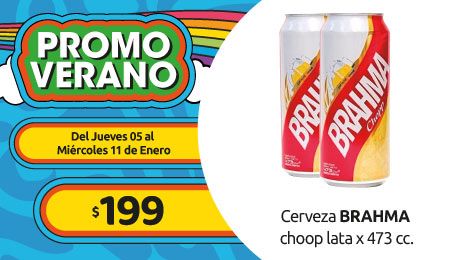 PROMO
VERANO
Del Jueves 05 al
Miércoles 11 de Enero
$199
BRAHMA
Chopp
BRAHMA
Chopp
Cerveza BRAHMA
choop lata x 473 cc.